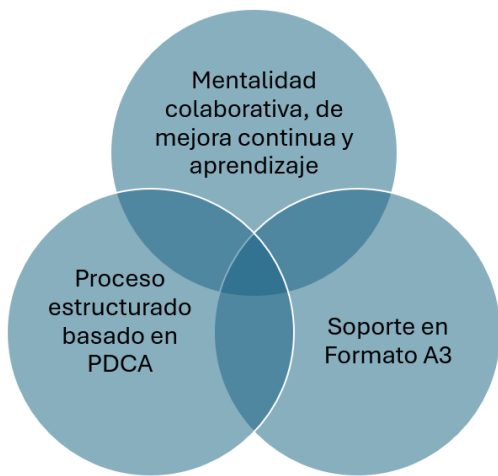 Mentalidad
colaborativa, de
mejora continua y
aprendizaje
Proceso
estructurado
basado en
PDCA
Soporte en
Formato A3